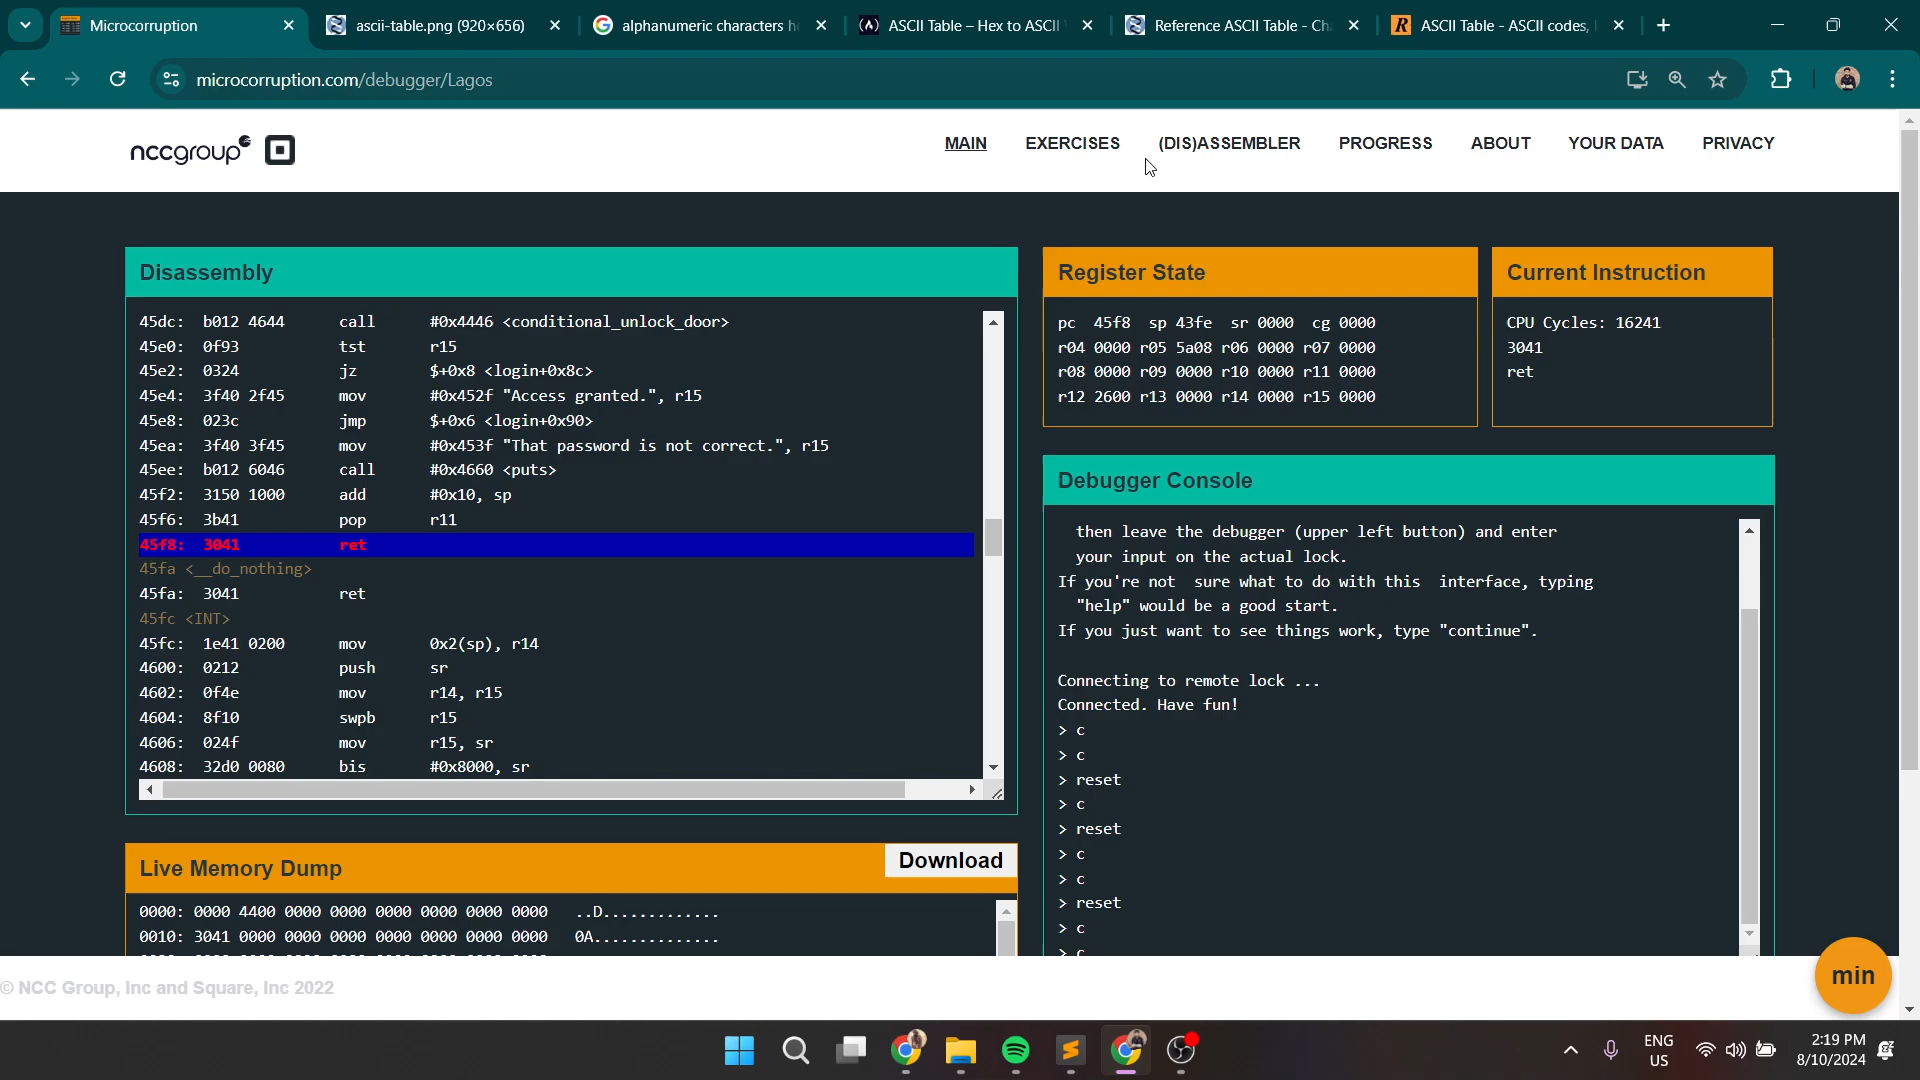 Microcorruption
ascii-table.png (920×656)
alphanumeric characters he
ASCII Table – Hex to ASCII
Reference ASCII Table - Cha
ASCII Table - ASCII codes,
microcorruption.com/debugger/Lagos
nccgroup
MAIN
EXERCISES
(DIS)ASSEMBLER
PROGRESS
ABOUT
YOUR DATA
PRIVACY
Disassembly
45dc: b012 4644 call #0x4446 <conditional_unlock_door>
45e0: 0f93 tst r15
45e2: 0324 jz $+0x8 <login+0x8c>
45e4: 3f40 2f45 mov #0x452f "Access granted.", r15
45e8: 023c jmp $+0x6 <login+0x90>
45ea: 3f40 3f45 mov #0x453f "That password is not correct.", r15
45ee: b012 6046 call #0x4660 <puts>
45f2: 3150 1000 add #0x10, sp
45f6: 3b41 pop r11
45f8: 3041 ret
45fa <__do_nothing>
45fa: 3041 ret
45fc <INT>
45fc: 1e41 0200 mov 0x2(sp), r14
4600: 0212 push sr
4602: 0f4e mov r14, r15
4604: 8f10 swpb r15
4606: 024f mov r15, sr
4608: 32d0 0080 bis #0x8000, sr
Register State
pc 45f8 sp 43fe sr 0000 cg 0000
r04 0000 r05 5a08 r06 0000 r07 0000
r08 0000 r09 0000 r10 0000 r11 0000
r12 2600 r13 0000 r14 0000 r15 0000
Current Instruction
CPU Cycles: 16241
3041
ret
Debugger Console
then leave the debugger (upper left button) and enter
your input on the actual lock.
If you're not sure what to do with this interface, typing
"help" would be a good start.
If you just want to see things work, type "continue".
Connecting to remote lock ...
Connected. Have fun!
> c
> c
> reset
> c
> reset
> c
> c
> reset
> c
> c
Live Memory Dump
Download
0000: 0000 4400 0000 0000 0000 0000 0000 0000 ..D.............
0010: 3041 0000 0000 0000 0000 0000 0000 0000 0A..............
© NCC Group, Inc and Square, Inc 2022
min
ENG
US
2:19 PM
8/10/2024